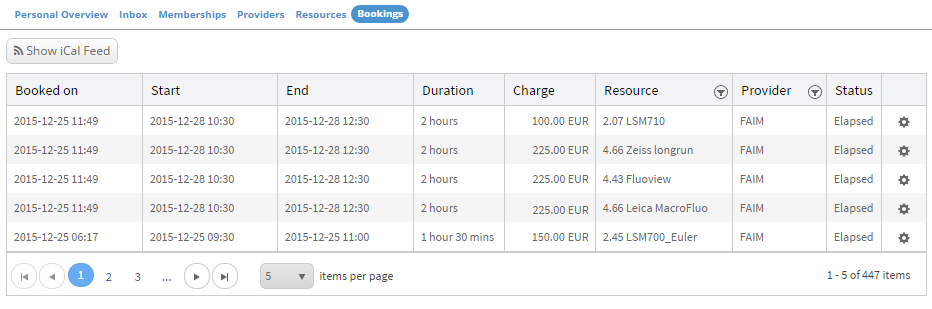 Personal Overview Inbox Memberships Providers Resources Bookings
Show iCal Feed
Booked on Start End Duration Charge Resource Provider Status
2015-12-25 11:49 2015-12-28 10:30 2015-12-28 12:30 2 hours 100.00 EUR 2.07 LSM710 FAIM Elapsed
2015-12-25 11:49 2015-12-28 10:30 2015-12-28 12:30 2 hours 225.00 EUR 4.66 Zeiss longrun FAIM Elapsed
2015-12-25 11:49 2015-12-28 10:30 2015-12-28 12:30 2 hours 225.00 EUR 4.43 Fluoview FAIM Elapsed
2015-12-25 11:49 2015-12-28 10:30 2015-12-28 12:30 2 hours 225.00 EUR 4.66 Leica MacroFluo FAIM Elapsed
2015-12-25 06:17 2015-12-25 09:30 2015-12-25 11:00 1 hour 30 mins 150.00 EUR 2.45 LSM700_Euler FAIM Elapsed
1 2 3 ... 5 items per page 1 - 5 of 447 items